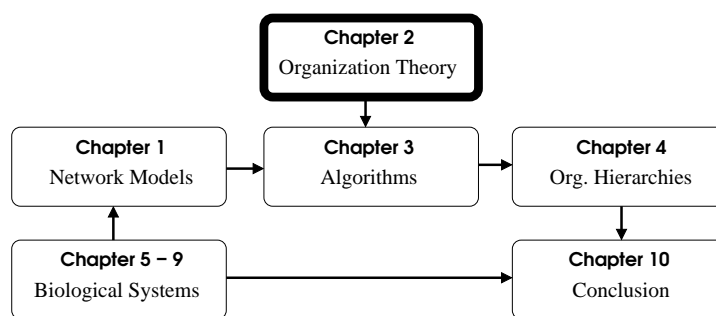 Chapter 2
Organization Theory
Chapter 1
Network Models
Chapter 3
Algorithms
Chapter 4
Org. Hierarchies
Chapter 5 – 9
Biological Systems
Chapter 10
Conclusion